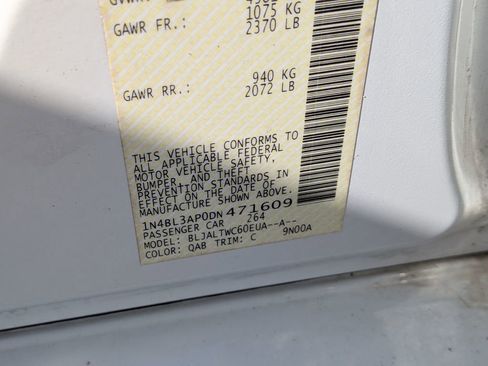 GVWR:
1075 KG
GAWR FR.: 2370 LB
940 KG
GAWR RR.: 2072 LB
THIS VEHICLE CONFORMS TO
ALL APPLICABLE FEDERAL
MOTOR VEHICLE SAFETY,
BUMPER, AND THEFT
PREVENTION STANDARDS IN
EFFECT ON THE DATE OF
MANUFACTURE SHOWN ABOVE.
1N4BL3AP0DN471609
PASSENGER CAR 264
MODEL: BLJALTWC60EUA--A--
COLOR: QAB TRIM: C 9N00A